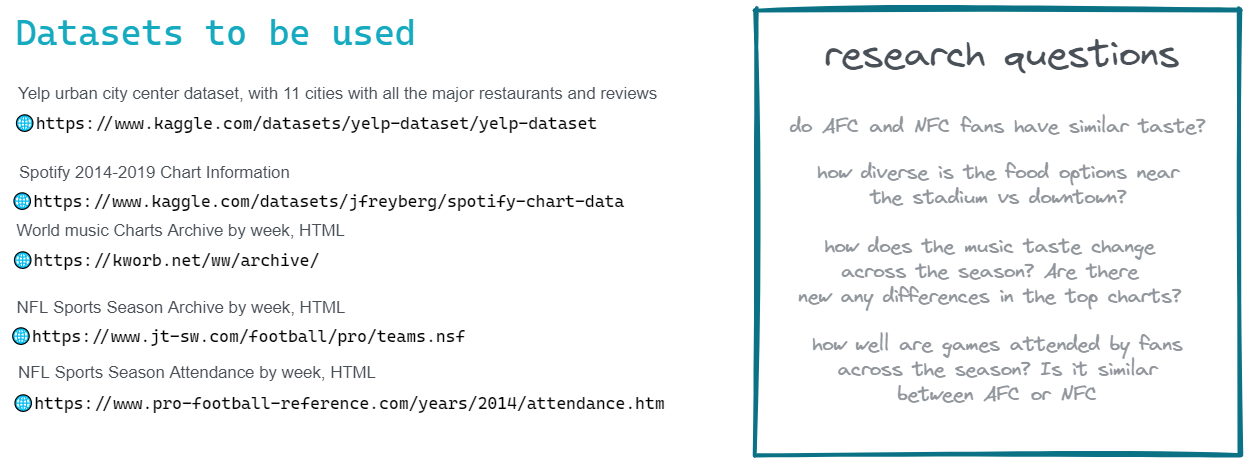 Datasets to be used
Yelp urban city center dataset, with 11 cities with all the major restaurants and reviews
https://www.kaggle.com/datasets/yelp-dataset/yelp-dataset
Spotify 2014-2019 Chart Information
https://www.kaggle.com/datasets/jfreyberg/spotify-chart-data
World music Charts Archive by week, HTML
https://kworb.net/ww/archive/
NFL Sports Season Archive by week, HTML
https://www.jt-sw.com/football/pro/teams.nsf
NFL Sports Season Attendance by week, HTML
https://www.pro-football-reference.com/years/2014/attendance.htm
research questions
do AFC and NFC fans have similar taste?
how diverse is the food options near
the stadium vs downtown?
how does the music taste change
across the season? Are there
new any differences in the top charts?
how well are games attended by fans
across the season? Is it similar
between AFC or NFC